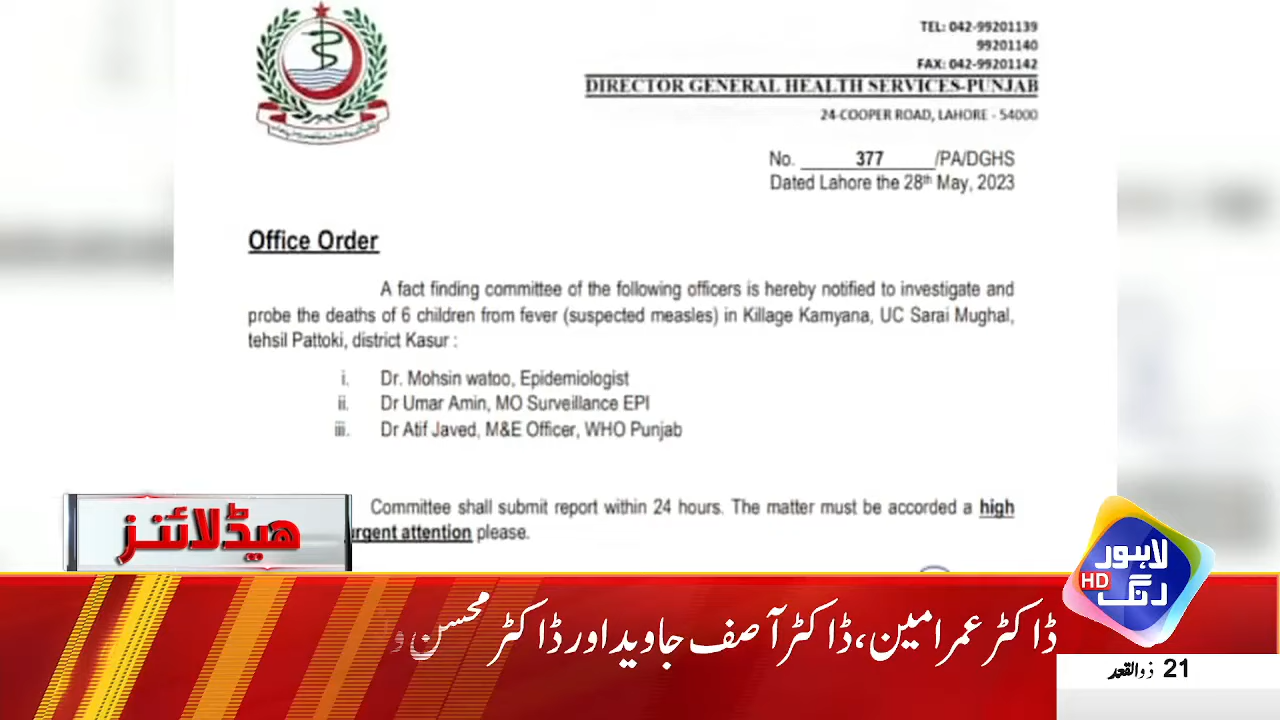 TEL: 042-99201139
99201140
FAX: 042-99201142
DIRECTOR GENERAL HEALTH SERVICES-PUNJAB
24-COOPER ROAD, LAHORE - 54000
No. 377 /PA/DGHS
Dated Lahore the 28th May, 2023
Office Order
A fact finding committee of the following officers is hereby notified to investigate and
probe the deaths of 6 children from fever (suspected measles) in Killage Kamyana, UC Sarai Mughal,
tehsil Pattoki, district Kasur :
i. Dr. Mohsin watoo, Epidemiologist
ii. Dr Umar Amin, MO Surveillance EPI
iii. Dr Atif Javed, M&E Officer, WHO Punjab
Committee shall submit report within 24 hours. The matter must be accorded a high
urgent attention please.
ہیڈلائنز
لاہور
رنگ
HD
ڈاکٹر عمر امین، ڈاکٹر آصف جاوید اور ڈاکٹر محسن
21 ذوالقعد